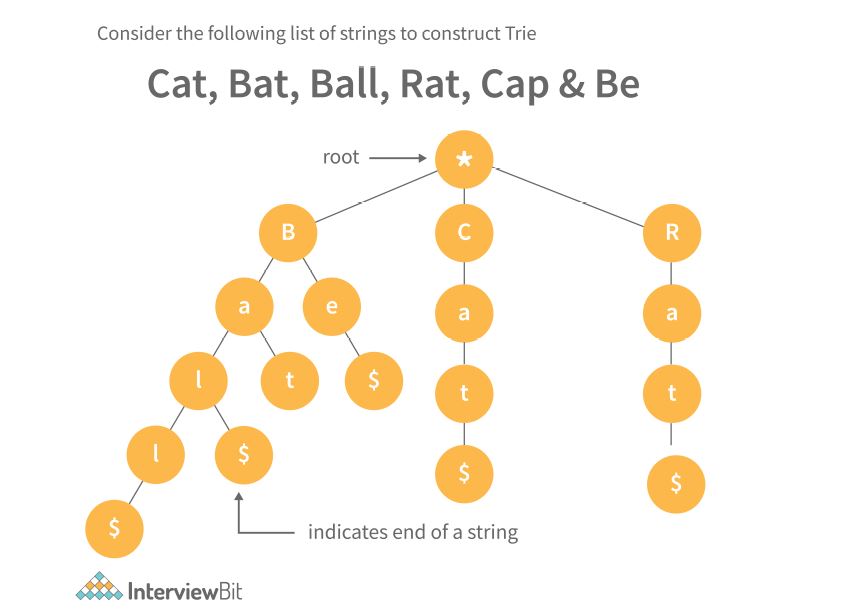 Consider the following list of strings to construct Trie
Cat, Bat, Ball, Rat, Cap & Be
root
*
B
C
R
a
e
a
a
l
t
$
t
t
l
$
$
$
$
indicates end of a string
InterviewBit